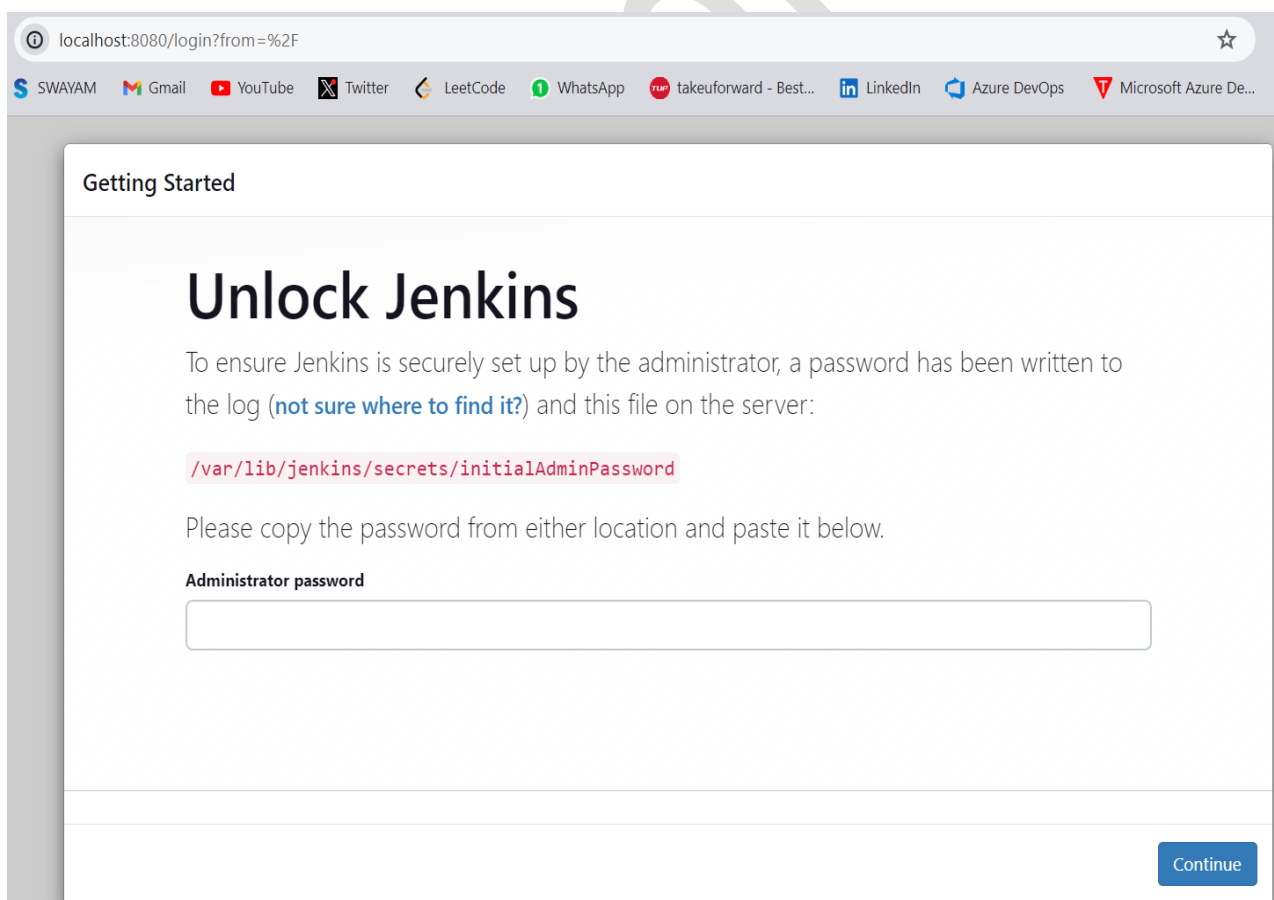 localhost:8080/login?from=%2F
SWAYAM Gmail YouTube Twitter LeetCode 1 WhatsApp TUF takeuforward - Best... in LinkedIn Azure DevOps Microsoft Azure De...
Getting Started
Unlock Jenkins
To ensure Jenkins is securely set up by the administrator, a password has been written to
the log (not sure where to find it?) and this file on the server:
/var/lib/jenkins/secrets/initialAdminPassword
Please copy the password from either location and paste it below.
Administrator password
Continue